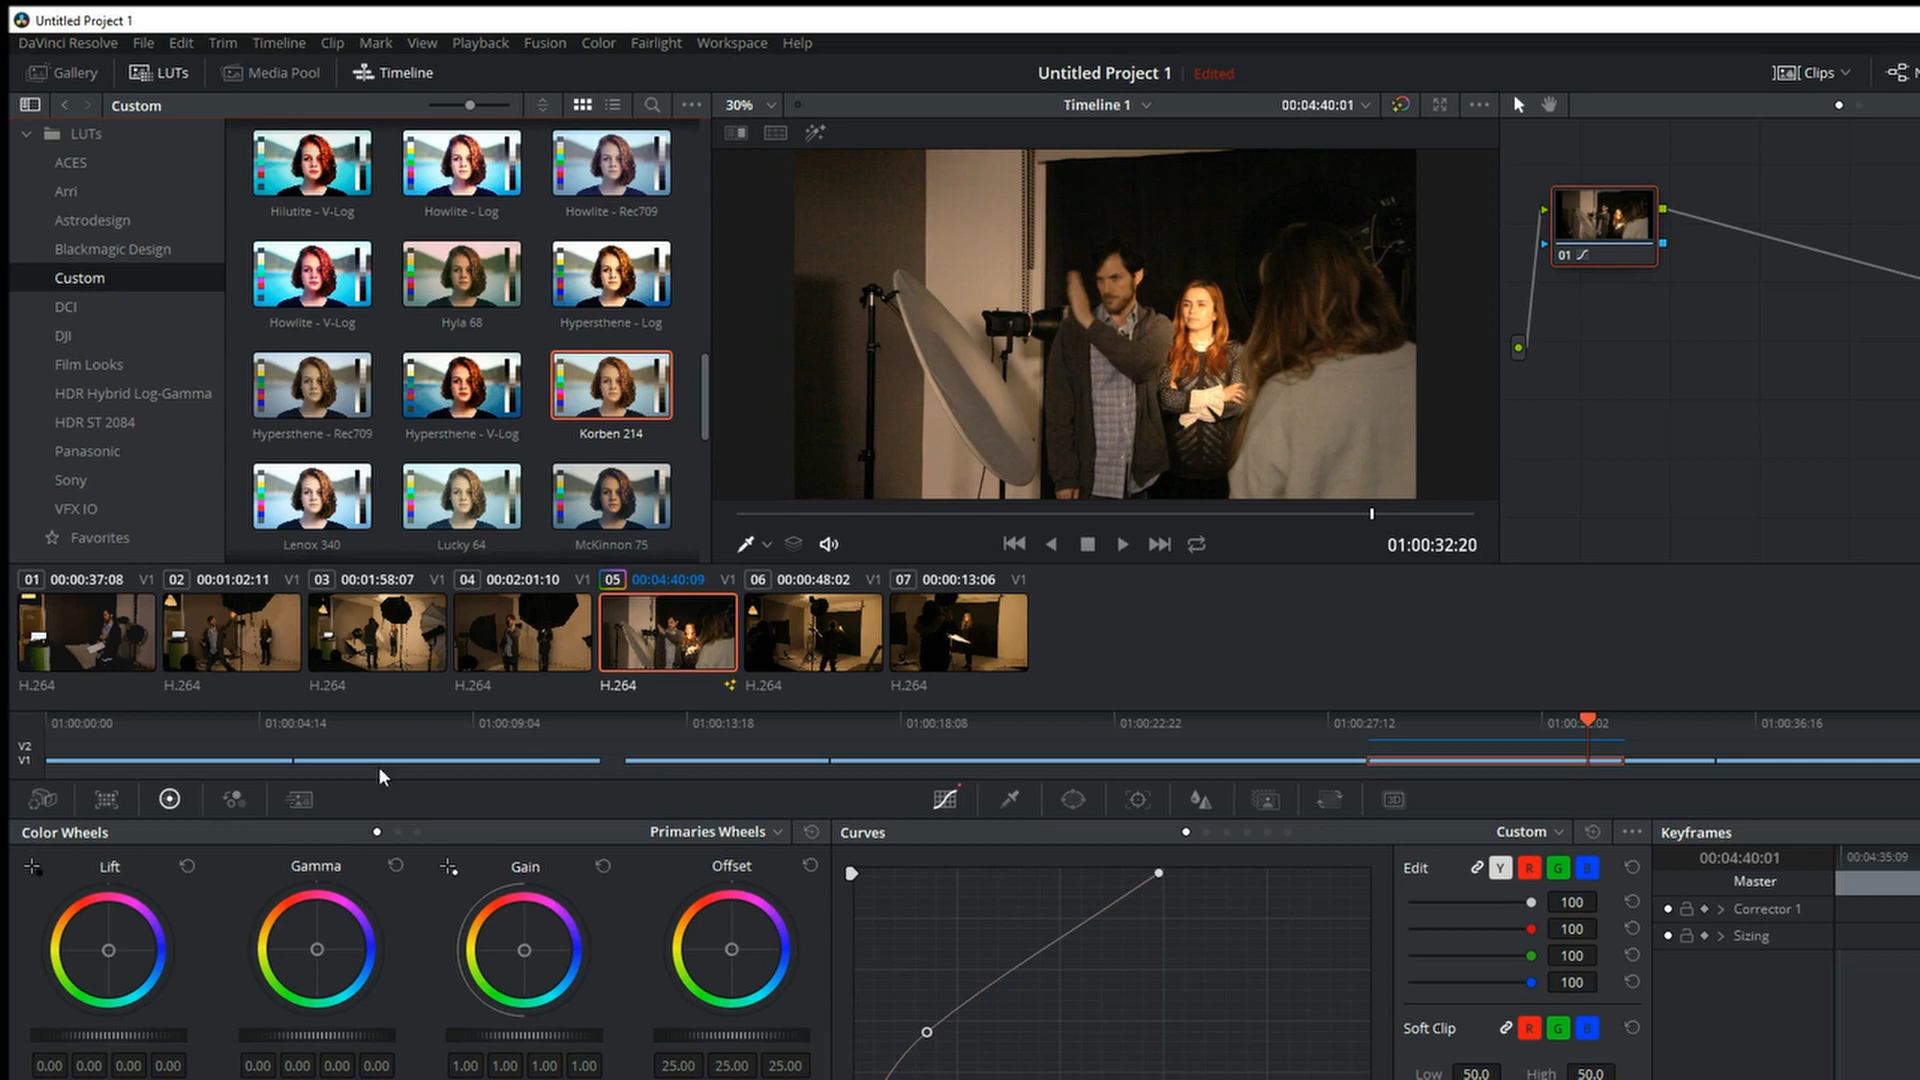 Untitled Project 1
DaVinci Resolve File Edit Trim Timeline Clip Mark View Playback Fusion Color Fairlight Workspace Help
Gallery LUTs Media Pool Timeline Untitled Project 1 Edited Clips
Custom 30% Timeline 1 00:04:40:01
LUTs
ACES
Arri
Astrodesign
Blackmagic Design
Custom
DCI
DJI
Film Looks
HDR Hybrid Log-Gamma
HDR ST 2084
Panasonic
Sony
VFX IO
Favorites
Hilutite - V-Log Howlite - Log Howlite - Rec709
Howlite - V-Log Hyla 68 Hypersthene - Log
Hypersthene - Rec709 Hypersthene - V-Log Korben 214
Lenox 340 Lucky 64 McKinnon 75
01:00:32:20
01
01 00:00:37:08 V1 02 00:01:02:11 V1 03 00:01:58:07 V1 04 00:02:01:10 V1 05 00:04:40:09 V1 06 00:00:48:02 V1 07 00:00:13:06 V1
H.264 H.264 H.264 H.264 H.264 H.264 H.264
01:00:00:00 01:00:04:14 01:00:09:04 01:00:13:18 01:00:18:08 01:00:22:22 01:00:27:12 01:00: :02 01:00:36:16
V2
V1
3D
Color Wheels Primaries Wheels Curves Custom Keyframes
Lift Gamma Gain Offset
0.00 0.00 0.00 0.00 0.00 0.00 0.00 0.00 1.00 1.00 1.00 1.00 25.00 25.00 25.00
Edit Y R G B
100
100
100
100
Soft Clip R G B
Low 50.0 High 50.0
00:04:40:01 00:04:35:09
Master
Corrector 1
Sizing